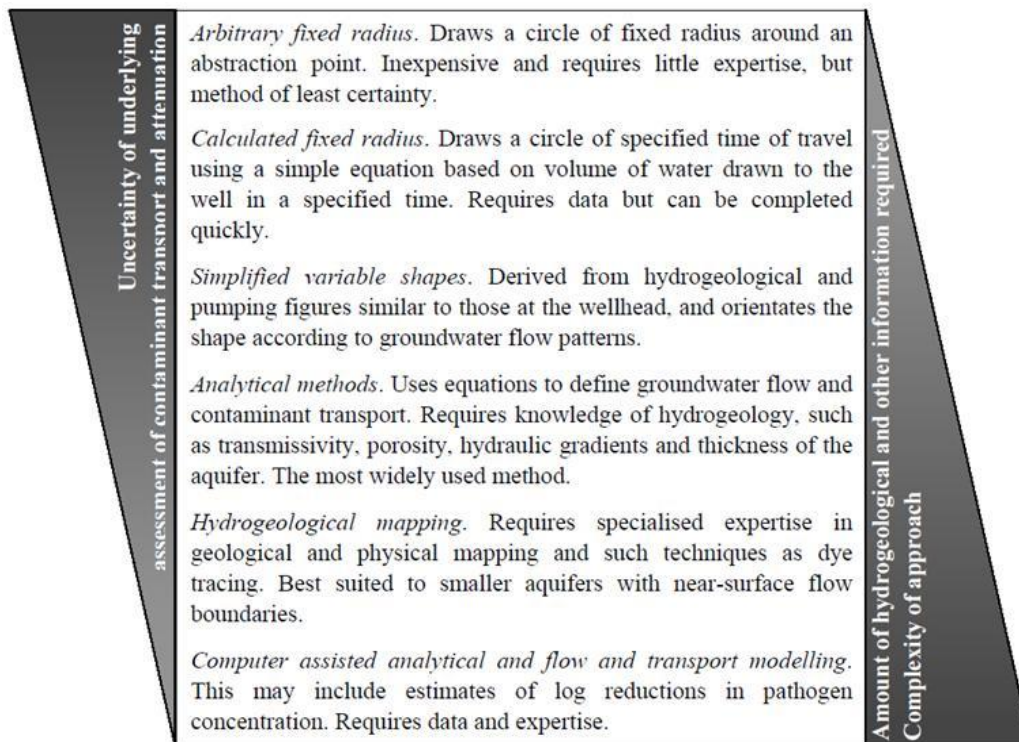 Uncertainty of underlying
assessment of contaminant transport and attenuation
Arbitrary fixed radius. Draws a circle of fixed radius around an
abstraction point. Inexpensive and requires little expertise, but
method of least certainty.
Calculated fixed radius. Draws a circle of specified time of travel
using a simple equation based on volume of water drawn to the
well in a specified time. Requires data but can be completed
quickly.
Simplified variable shapes. Derived from hydrogeological and
pumping figures similar to those at the wellhead, and orientates the
shape according to groundwater flow patterns.
Analytical methods. Uses equations to define groundwater flow and
contaminant transport. Requires knowledge of hydrogeology, such
as transmissivity, porosity, hydraulic gradients and thickness of the
aquifer. The most widely used method.
Hydrogeological mapping. Requires specialised expertise in
geological and physical mapping and such techniques as dye
tracing. Best suited to smaller aquifers with near-surface flow
boundaries.
Computer assisted analytical and flow and transport modelling.
This may include estimates of log reductions in pathogen
concentration. Requires data and expertise.
Amount of hydrogeological and other information required
Complexity of approach